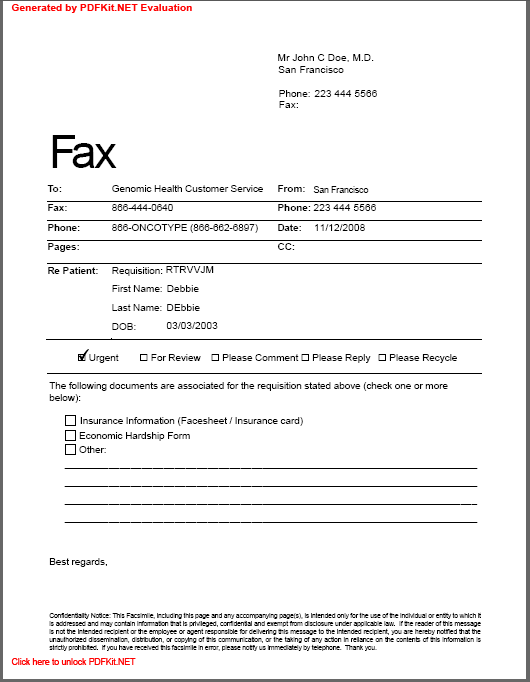 Generated by PDFKit.NET Evaluation
Mr John C Doe, M.D.
San Francisco
Phone: 223 444 5566
Fax:
Fax
To: Genomic Health Customer Service From: San Francisco
Fax: 866-444-0640 Phone: 223 444 5566
Phone: 866-ONCOTYPE (866-662-6897) Date: 11/12/2008
Pages: CC:
Re Patient: Requisition: RTRVVJM
First Name: Debbie
Last Name: DEbbie
DOB: 03/03/2003
Urgent For Review Please Comment Please Reply Please Recycle
The following documents are associated for the requisition stated above (check one or more
below):
Insurance Information (Facesheet / Insurance card)
Economic Hardship Form
Other:
Best regards,
Confidentiality Notice: This Facsimile, including this page and any accompanying page(s), is intended only for the use of the individual or entity to which it
is addressed and may contain information that is privileged, confidential and exempt from disclosure under applicable law. If the reader of this message
is not the intended recipient or the employee or agent responsible for delivering this message to the intended recipient, you are hereby notified that the
unauthorized dissemination, distribution, or copying of this communication, or the taking of any action in reliance on the contents of this information is
strictly prohibited. If you have received this facsimile in error, please notify us immediately by telephone. Thank you.
Click here to unlock PDFKit.NET